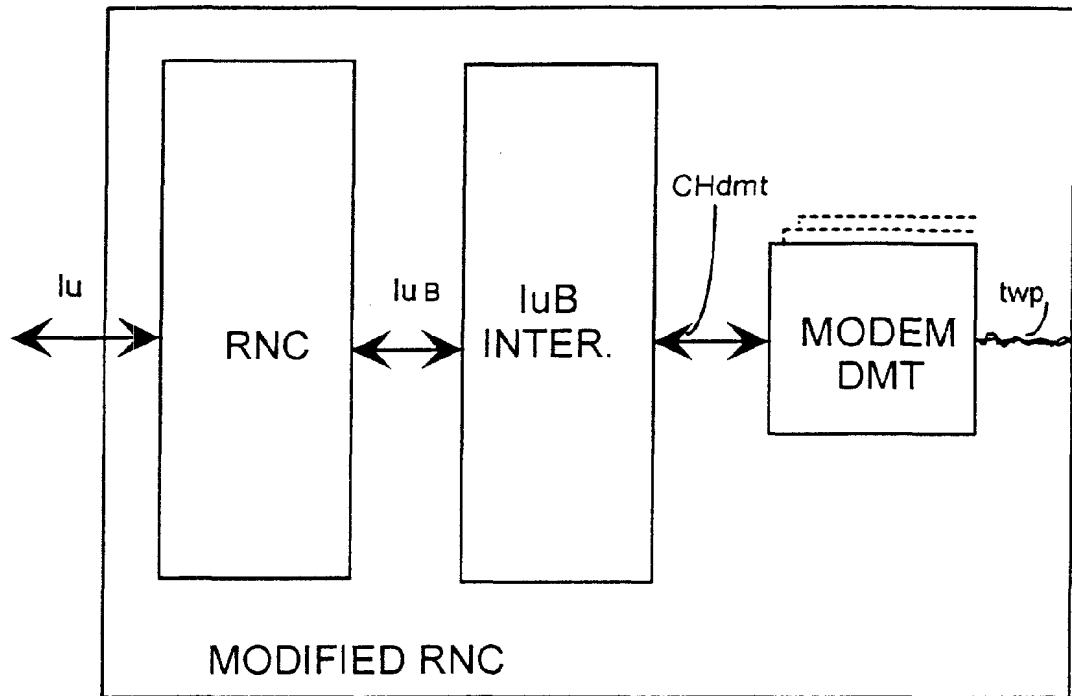 Iu
RNC
Iu B
IuB
INTER.
CHdmt
MODEM
DMT
twp
MODIFIED RNC